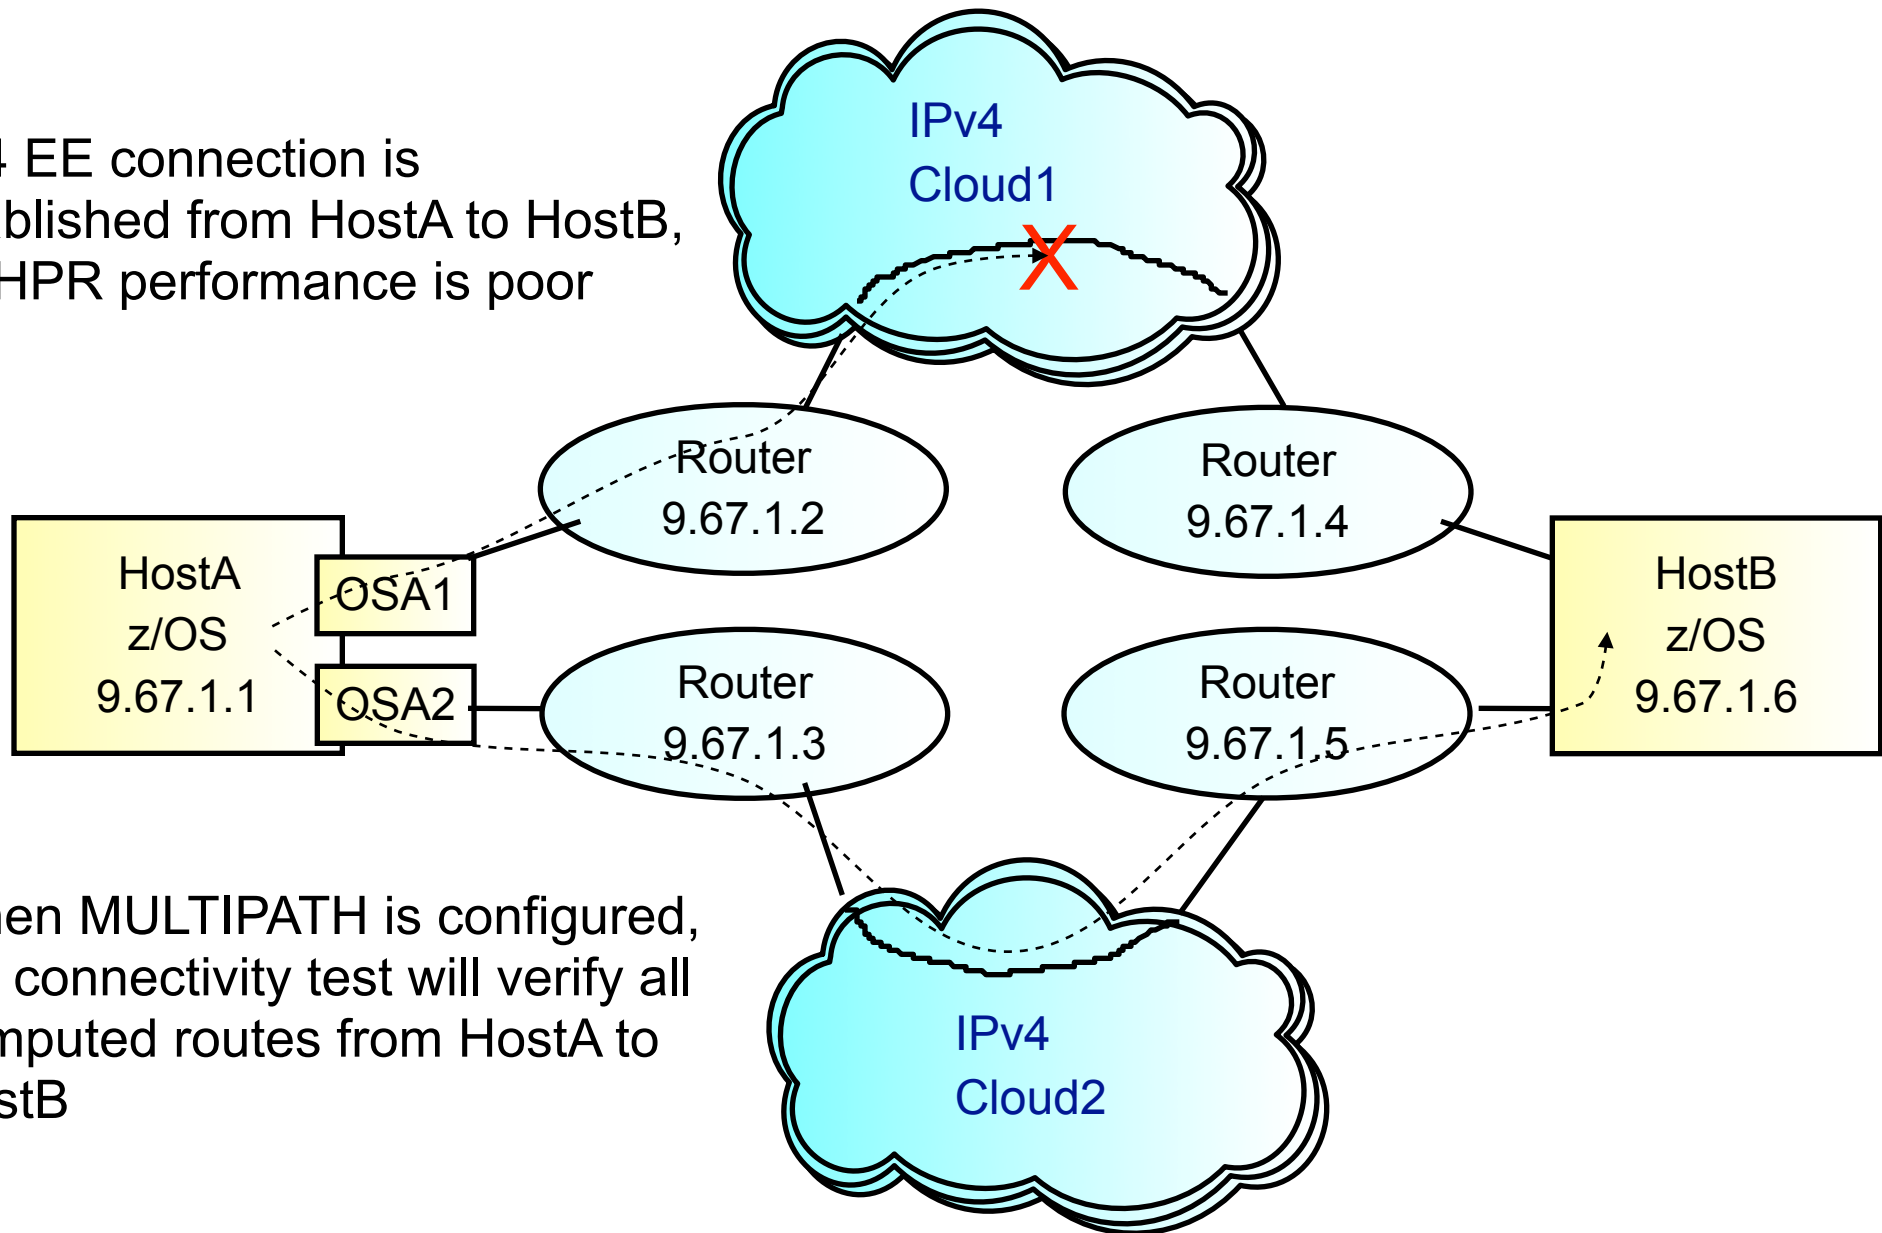 IPv4
Cloud1
4 EE connection is
blished from HostA to HostB,
HPR performance is poor
X
Router
9.67.1.2
Router
9.67.1.4
HostA
z/OS
9.67.1.1
OSA1
OSA2
HostB
z/OS
9.67.1.6
Router
9.67.1.3
Router
9.67.1.5
en MULTIPATH is configured,
connectivity test will verify all
mputed routes from HostA to
stB
IPv4
Cloud2